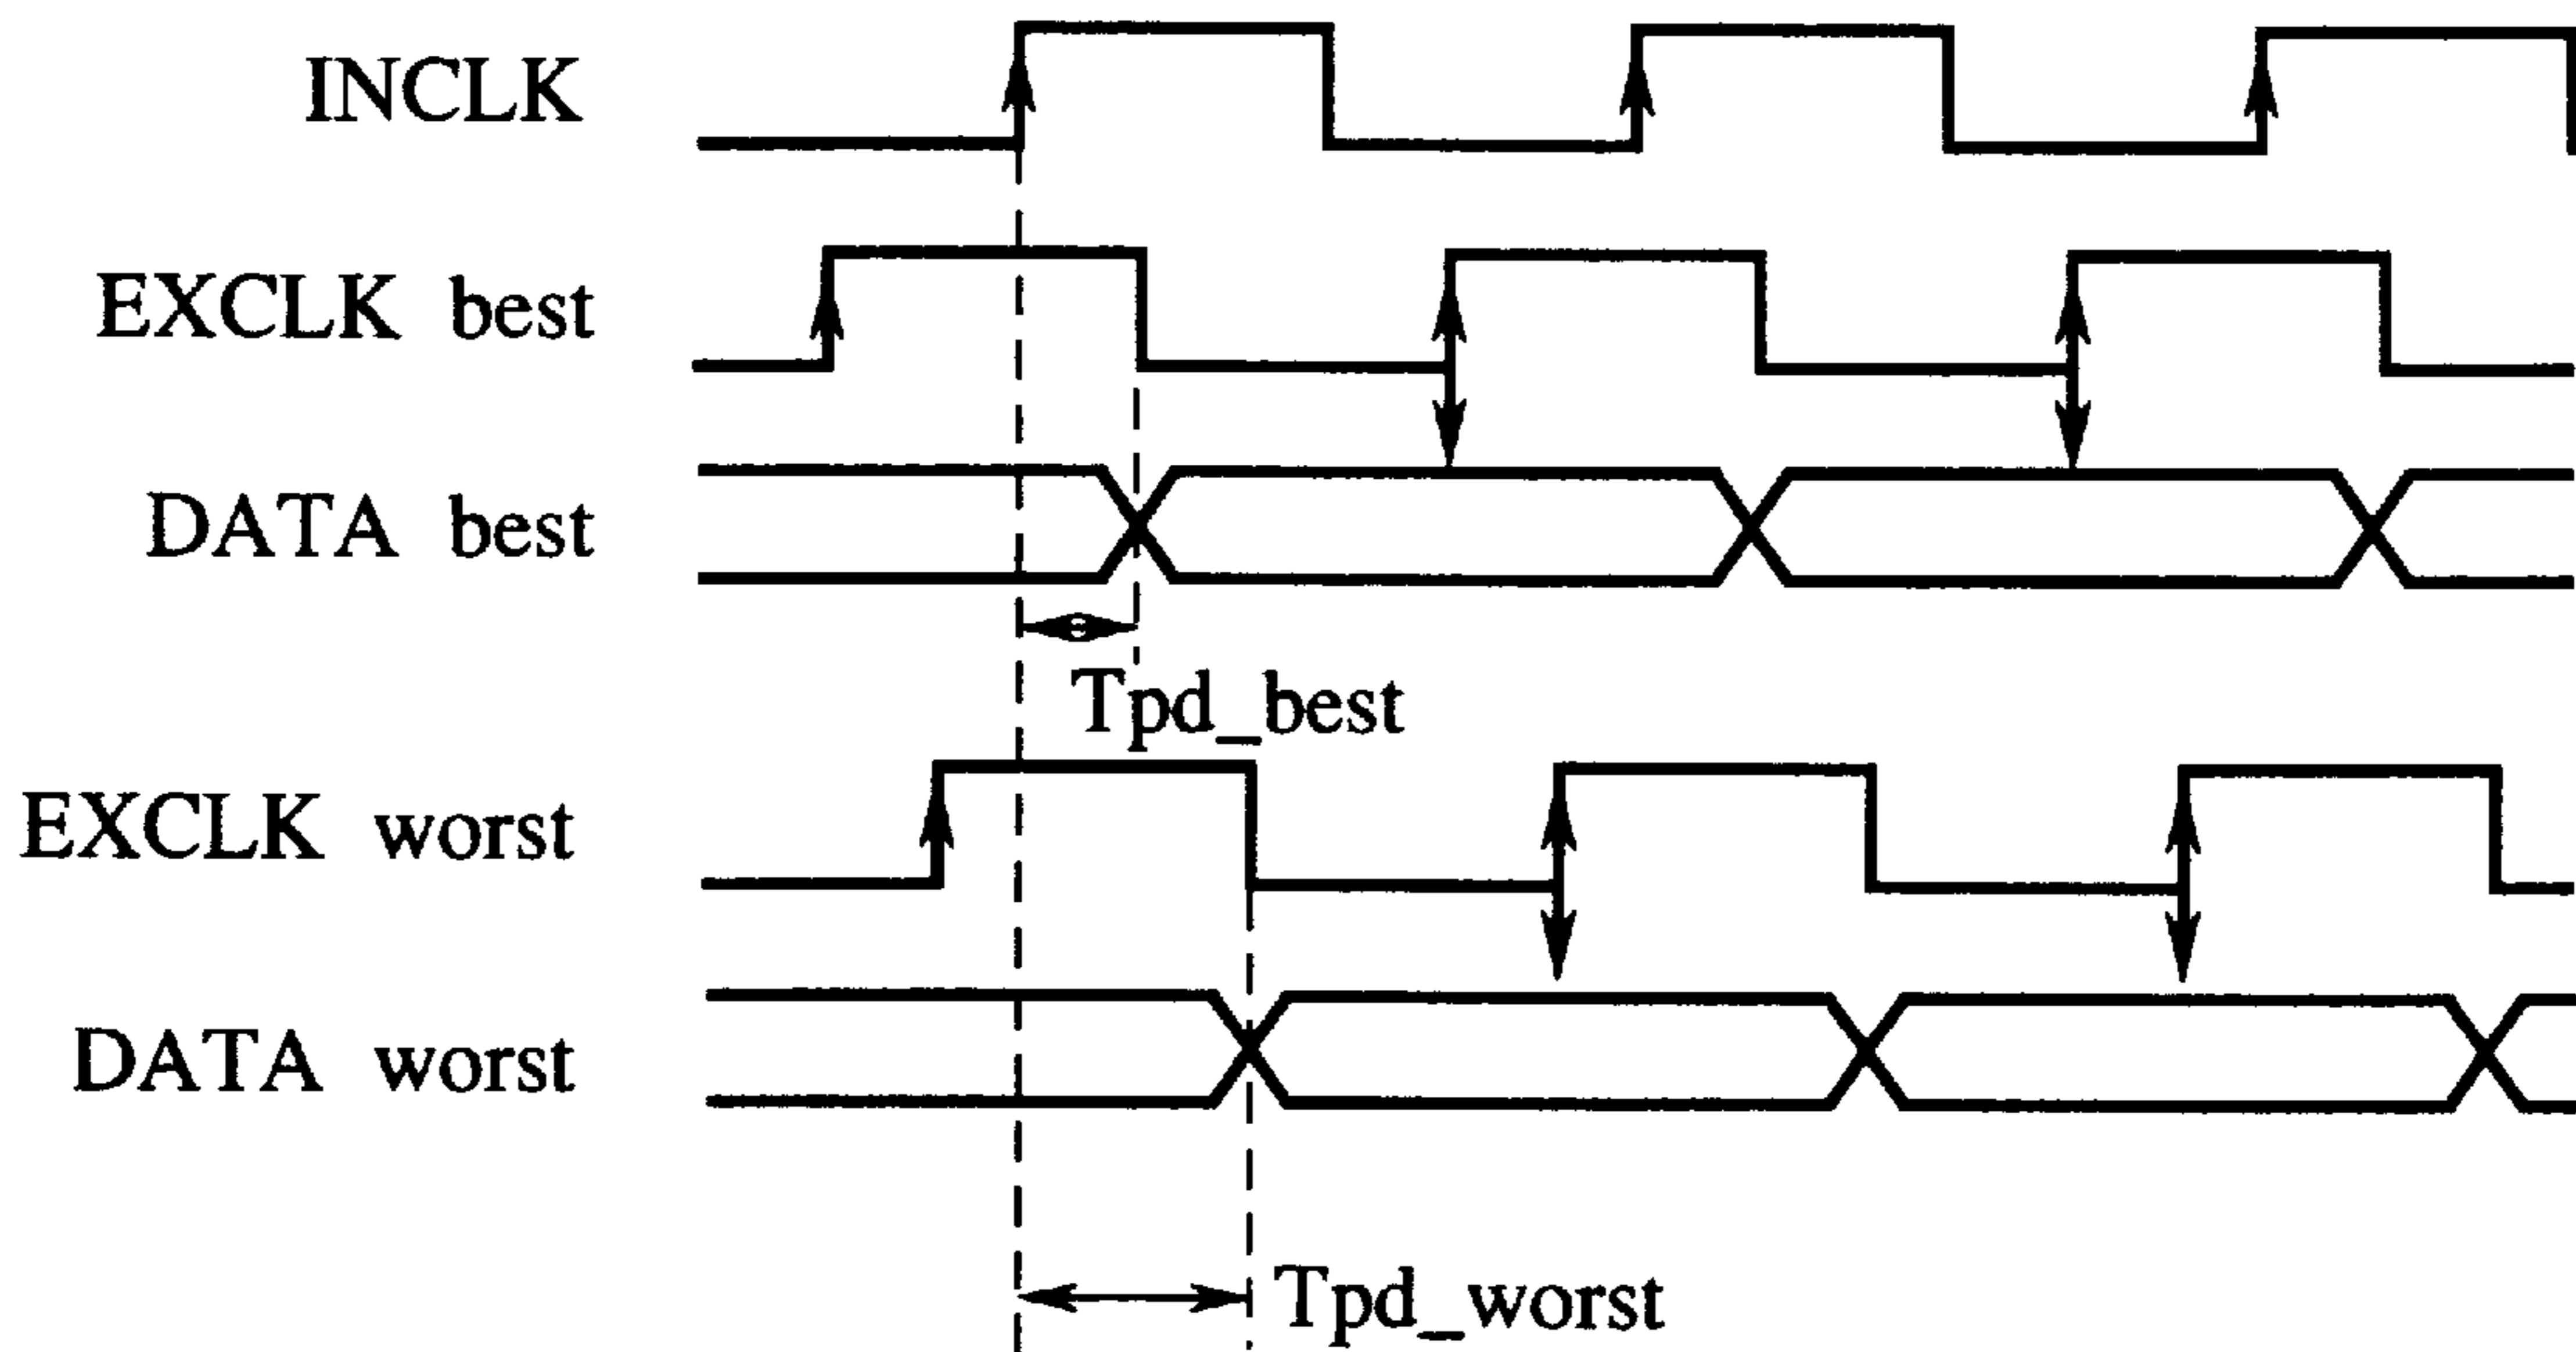 INCLK
EXCLK best
DATA best
Tpd_best
EXCLK worst
DATA worst
Tpd_worst